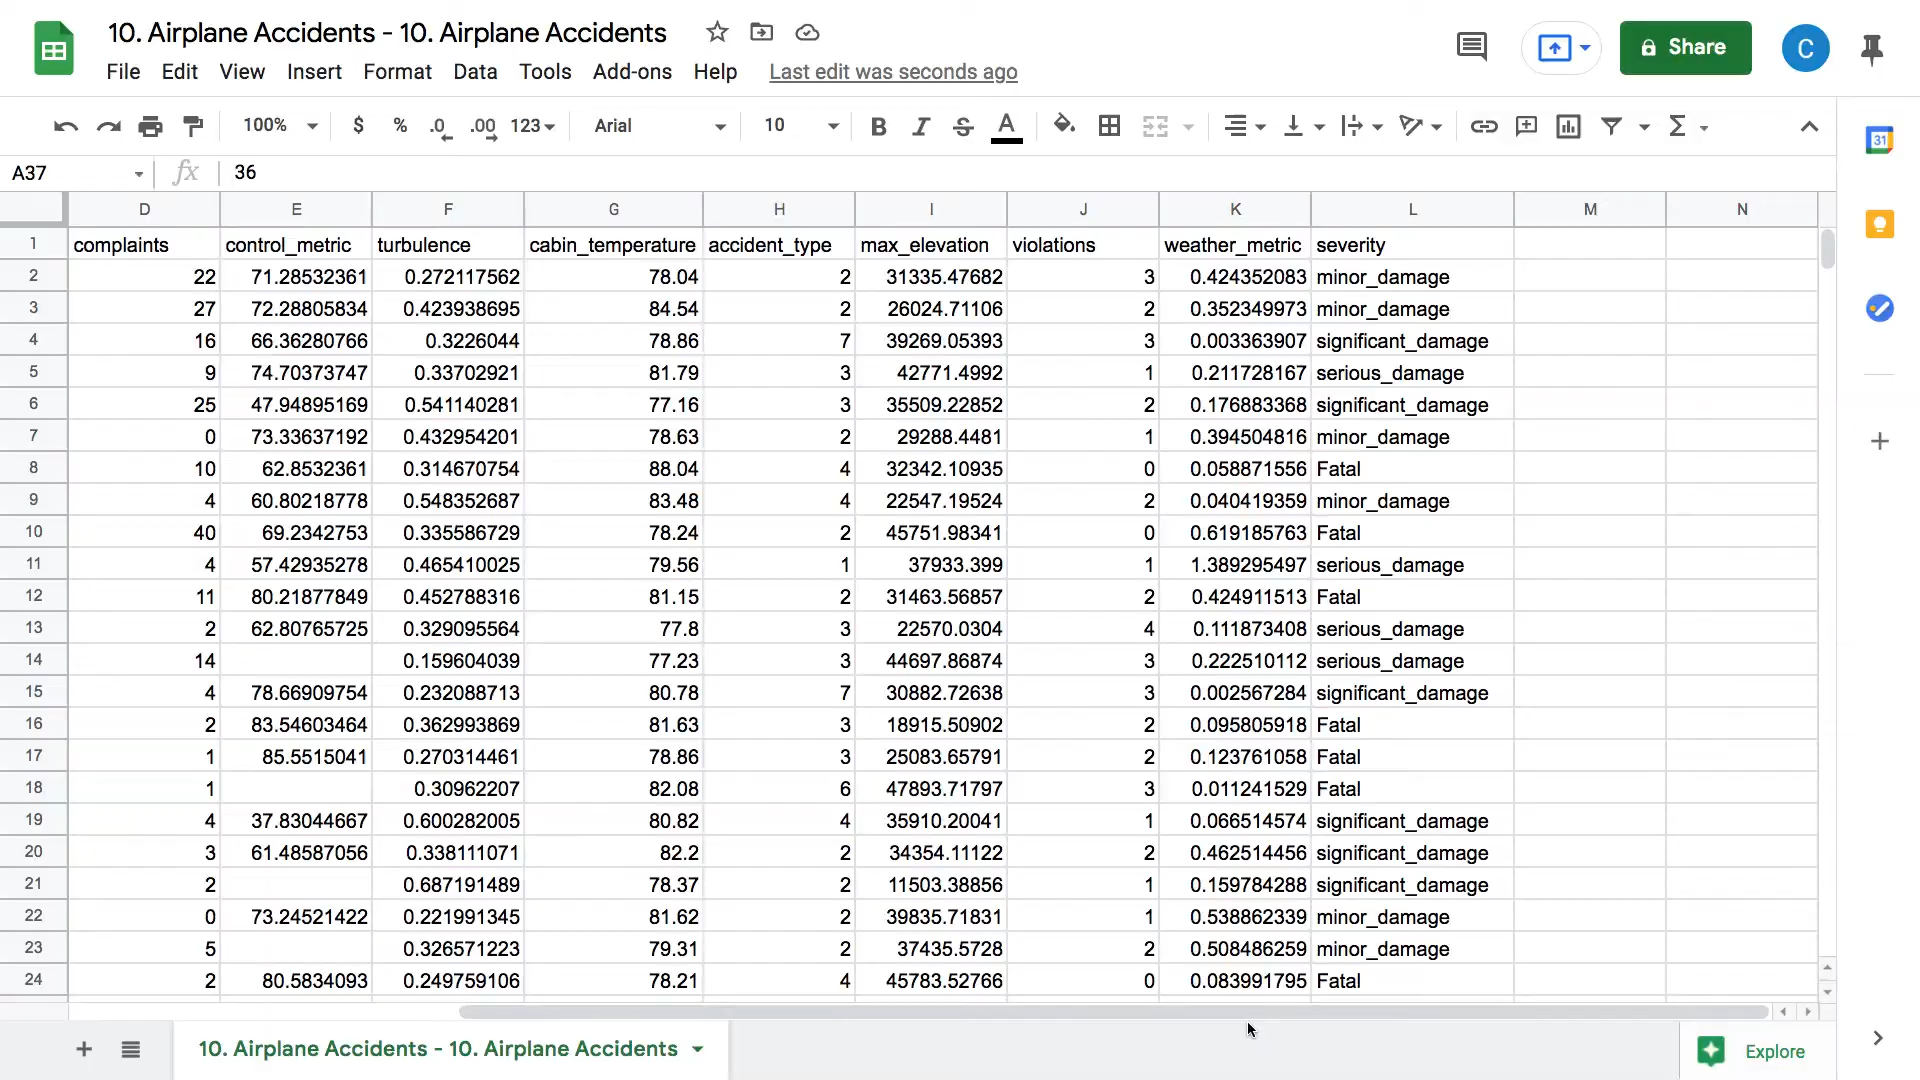 10. Airplane Accidents - 10. Airplane Accidents
File Edit View Insert Format Data Tools Add-ons Help Last edit was seconds ago
Share
C
100% $ % .0 .00 123 Arial 10 B I S A Σ
31
A37 fx 36
D E F G H I J K L M N
1 complaints control_metric turbulence cabin_temperature accident_type max_elevation violations weather_metric severity
2 22 71.28532361 0.272117562 78.04 2 31335.47682 3 0.424352083 minor_damage
3 27 72.28805834 0.423938695 84.54 2 26024.71106 2 0.352349973 minor_damage
4 16 66.36280766 0.3226044 78.86 7 39269.05393 3 0.003363907 significant_damage
5 9 74.70373747 0.33702921 81.79 3 42771.4992 1 0.211728167 serious_damage
6 25 47.94895169 0.541140281 77.16 3 35509.22852 2 0.176883368 significant_damage
7 0 73.33637192 0.432954201 78.63 2 29288.4481 1 0.394504816 minor_damage
8 10 62.8532361 0.314670754 88.04 4 32342.10935 0 0.058871556 Fatal
9 4 60.80218778 0.548352687 83.48 4 22547.19524 2 0.040419359 minor_damage
10 40 69.2342753 0.335586729 78.24 2 45751.98341 0 0.619185763 Fatal
11 4 57.42935278 0.465410025 79.56 1 37933.399 1 1.389295497 serious_damage
12 11 80.21877849 0.452788316 81.15 2 31463.56857 2 0.424911513 Fatal
13 2 62.80765725 0.329095564 77.8 3 22570.0304 4 0.111873408 serious_damage
14 14 0.159604039 77.23 3 44697.86874 3 0.222510112 serious_damage
15 4 78.66909754 0.232088713 80.78 7 30882.72638 3 0.002567284 significant_damage
16 2 83.54603464 0.362993869 81.63 3 18915.50902 2 0.095805918 Fatal
17 1 85.5515041 0.270314461 78.86 3 25083.65791 2 0.123761058 Fatal
18 1 0.30962207 82.08 6 47893.71797 3 0.011241529 Fatal
19 4 37.83044667 0.600282005 80.82 4 35910.20041 1 0.066514574 significant_damage
20 3 61.48587056 0.338111071 82.2 2 34354.11122 2 0.462514456 significant_damage
21 2 0.687191489 78.37 2 11503.38856 1 0.159784288 significant_damage
22 0 73.24521422 0.221991345 81.62 2 39835.71831 1 0.538862339 minor_damage
23 5 0.326571223 79.31 2 37435.5728 2 0.508486259 minor_damage
24 2 80.5834093 0.249759106 78.21 4 45783.52766 0 0.083991795 Fatal
10. Airplane Accidents - 10. Airplane Accidents
Explore